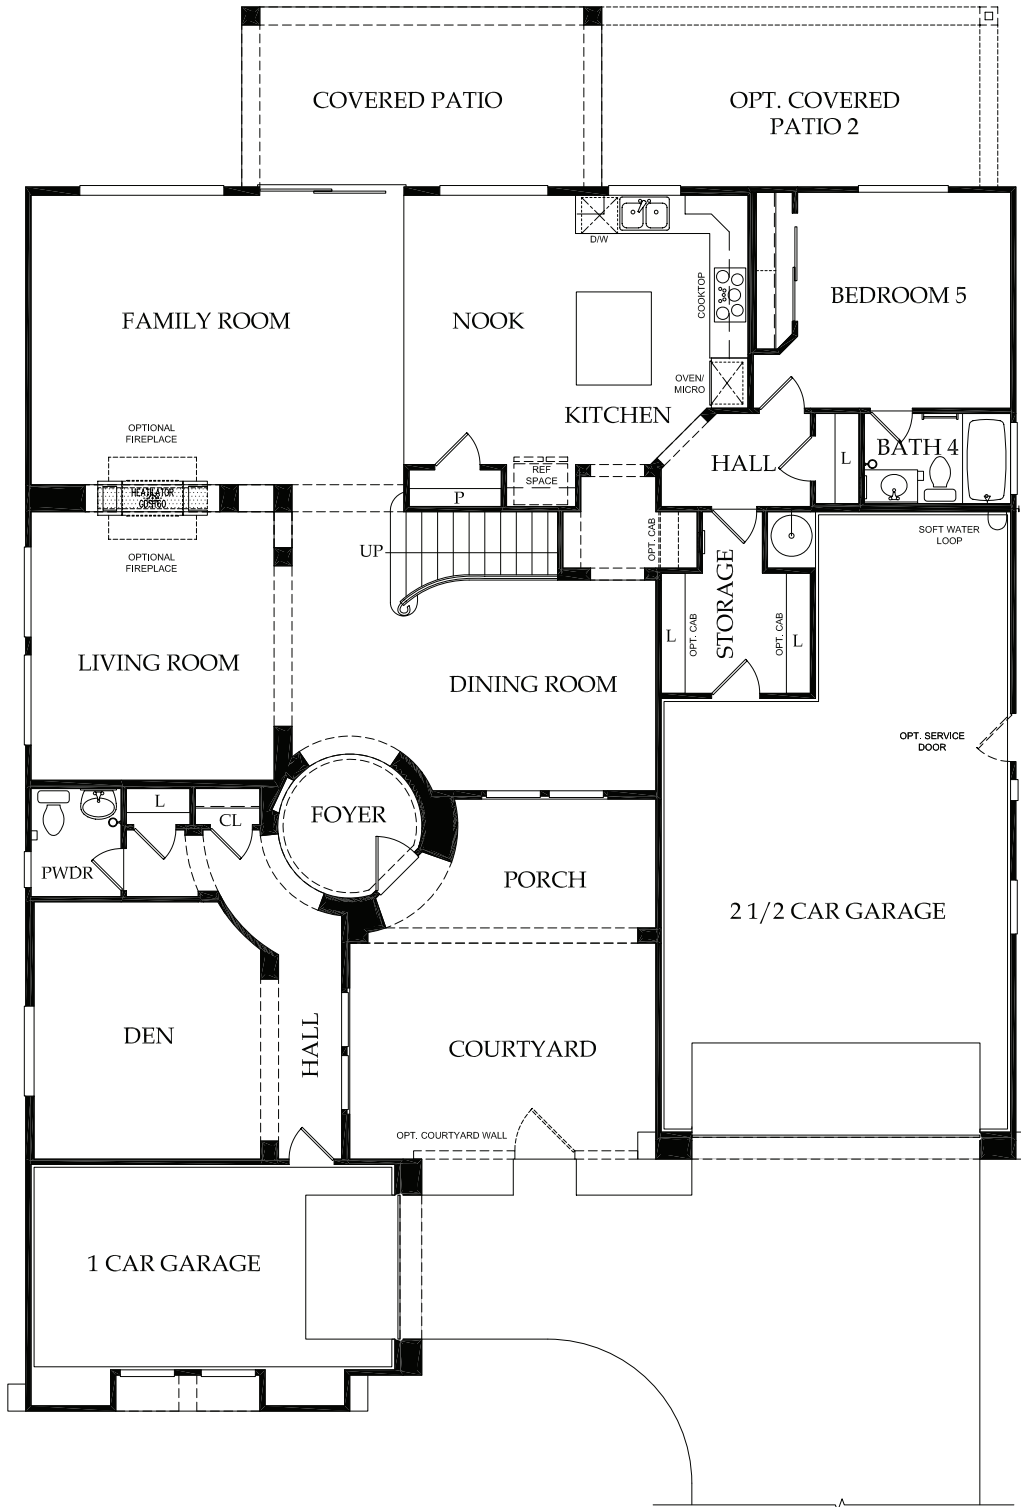 COVERED PATIO
OPT. COVERED
PATIO 2
D/W
COOKTOP
BEDROOM 5
FAMILY ROOM
NOOK
OVEN/
MICRO
KITCHEN
OPTIONAL
FIREPLACE
BATH 4
HALL
L
REF
SPACE
P
HEATILATOR
SOFT WATER
LOOP
OPT. CAB
UP
OPTIONAL
FIREPLACE
STORAGE
L
OPT. CAB
OPT. CAB
L
LIVING ROOM
DINING ROOM
OPT. SERVICE
DOOR
L
CL
FOYER
PWDR
PORCH
2 1/2 CAR GARAGE
DEN
HALL
COURTYARD
OPT. COURTYARD WALL
1 CAR GARAGE